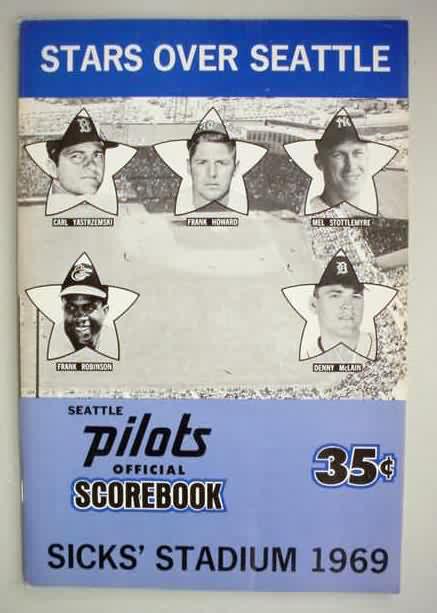 STARS OVER SEATTLE
B
NY
CARL YASTRZEMSKI
FRANK HOWARD
MEL STOTTLEMYRE
D
FRANK ROBINSON
DENNY McLAIN
SEATTLE
pilots
OFFICIAL
SCOREBOOK
35¢
SICKS' STADIUM 1969